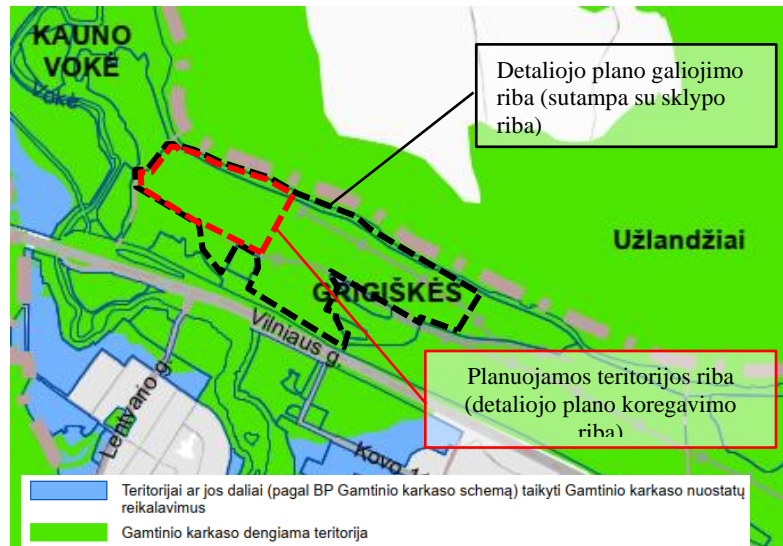 KAUNO
VOKĖ
Vokė
Detaliojo plano galiojimo
riba (sutampa su sklypo
riba)
Užlandžiai
GRIGIŠKĖS
Vilniaus g.
Lentvario g.
Planuojamos teritorijos riba
(detaliojo plano koregavimo
riba)
Kovo
Teritorijai ar jos daliai (pagal BP Gamtinio karkaso schemą) taikyti Gamtinio karkaso nuostatų
reikalavimus
Gamtinio karkaso dengiama teritorija